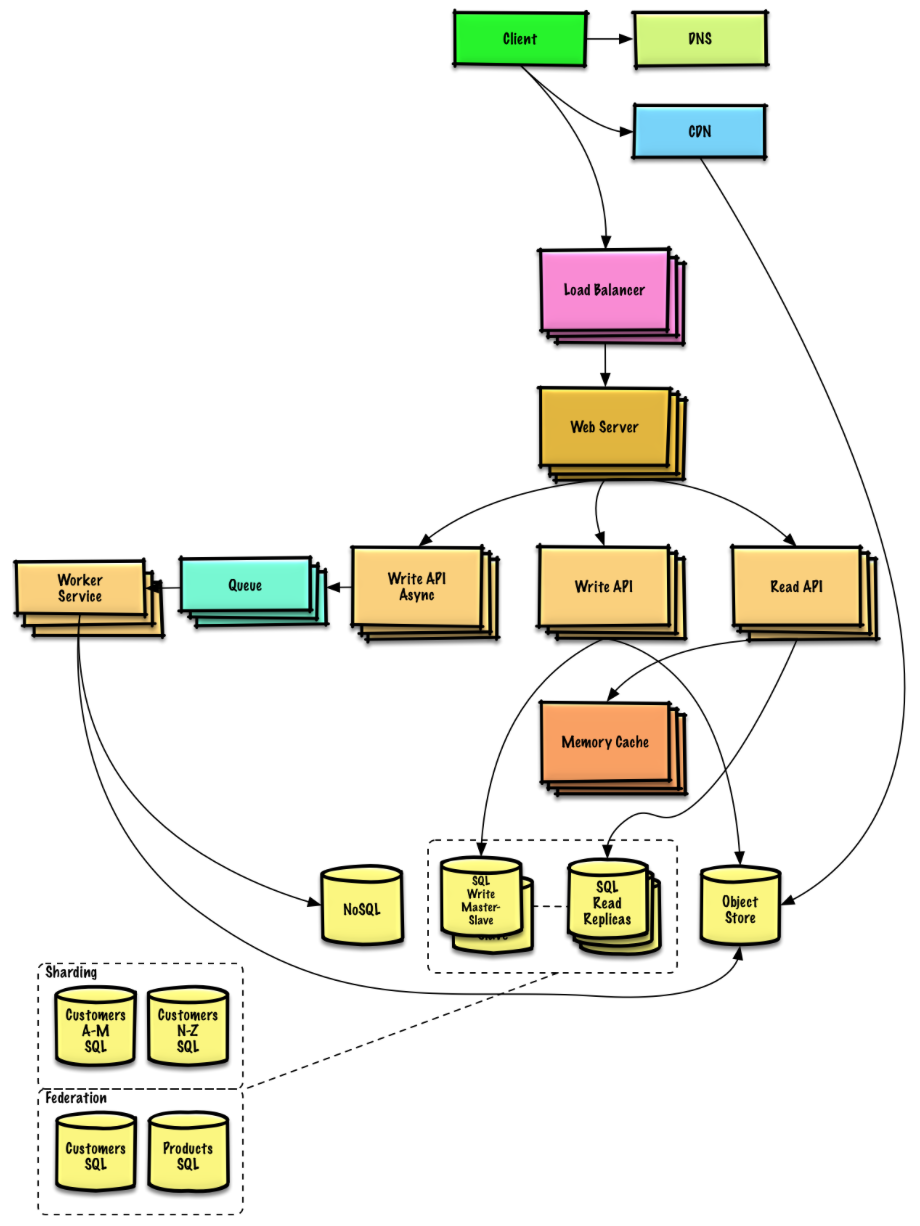 Client
DNS
CDN
Load Balancer
Web Server
Worker
Service
Queue
Write API
Async
Write API
Read API
Memory Cache
NoSQL
SQL
Write
Master-
Slave
Slave
SQL
Read
Replicas
Object
Store
Sharding
Customers
A-M
SQL
Customers
N-Z
SQL
Federation
Customers
SQL
Products
SQL